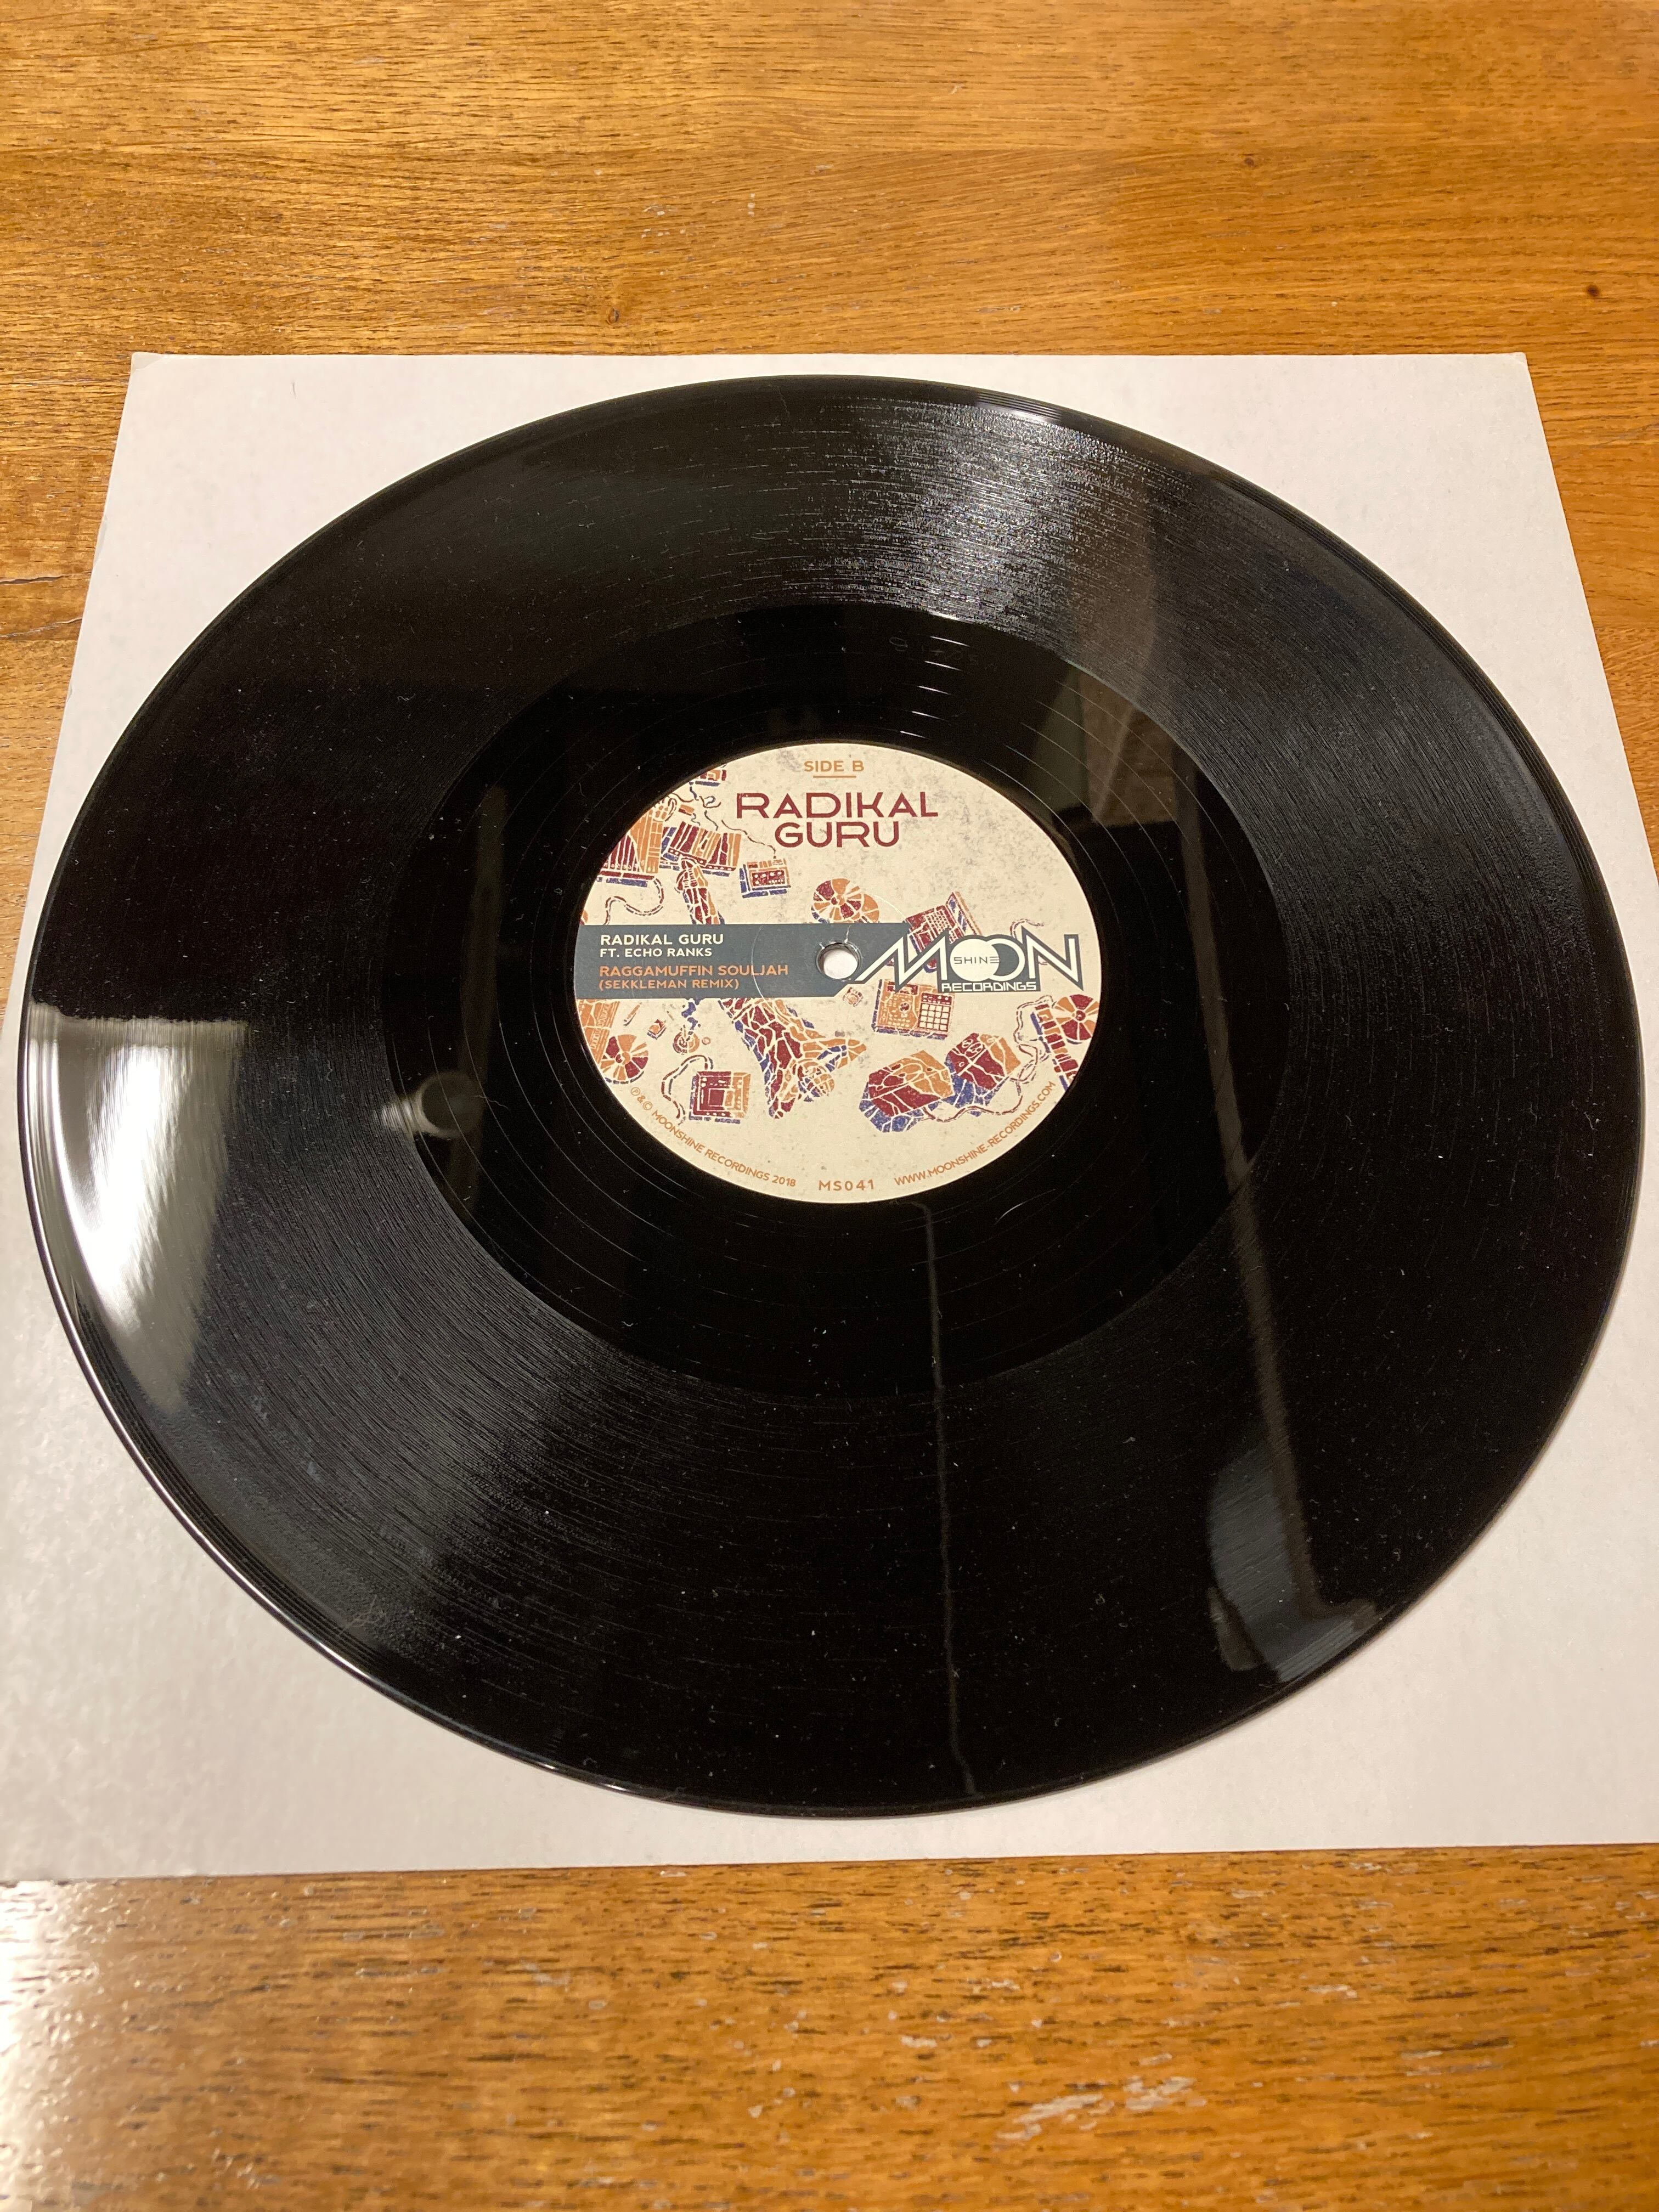 SIDE B
RADIKAL
GURU
RADIKAL GURU
FT. ECHO RANKS
RAGGAMUFFIN SOULJAH
(SEKKLEMAN REMIX)
MOON
SHINE
RECORDINGS
℗ & © MOONSHINE RECORDINGS 2018
MS041
WWW.MOONSHINE-RECORDINGS.COM